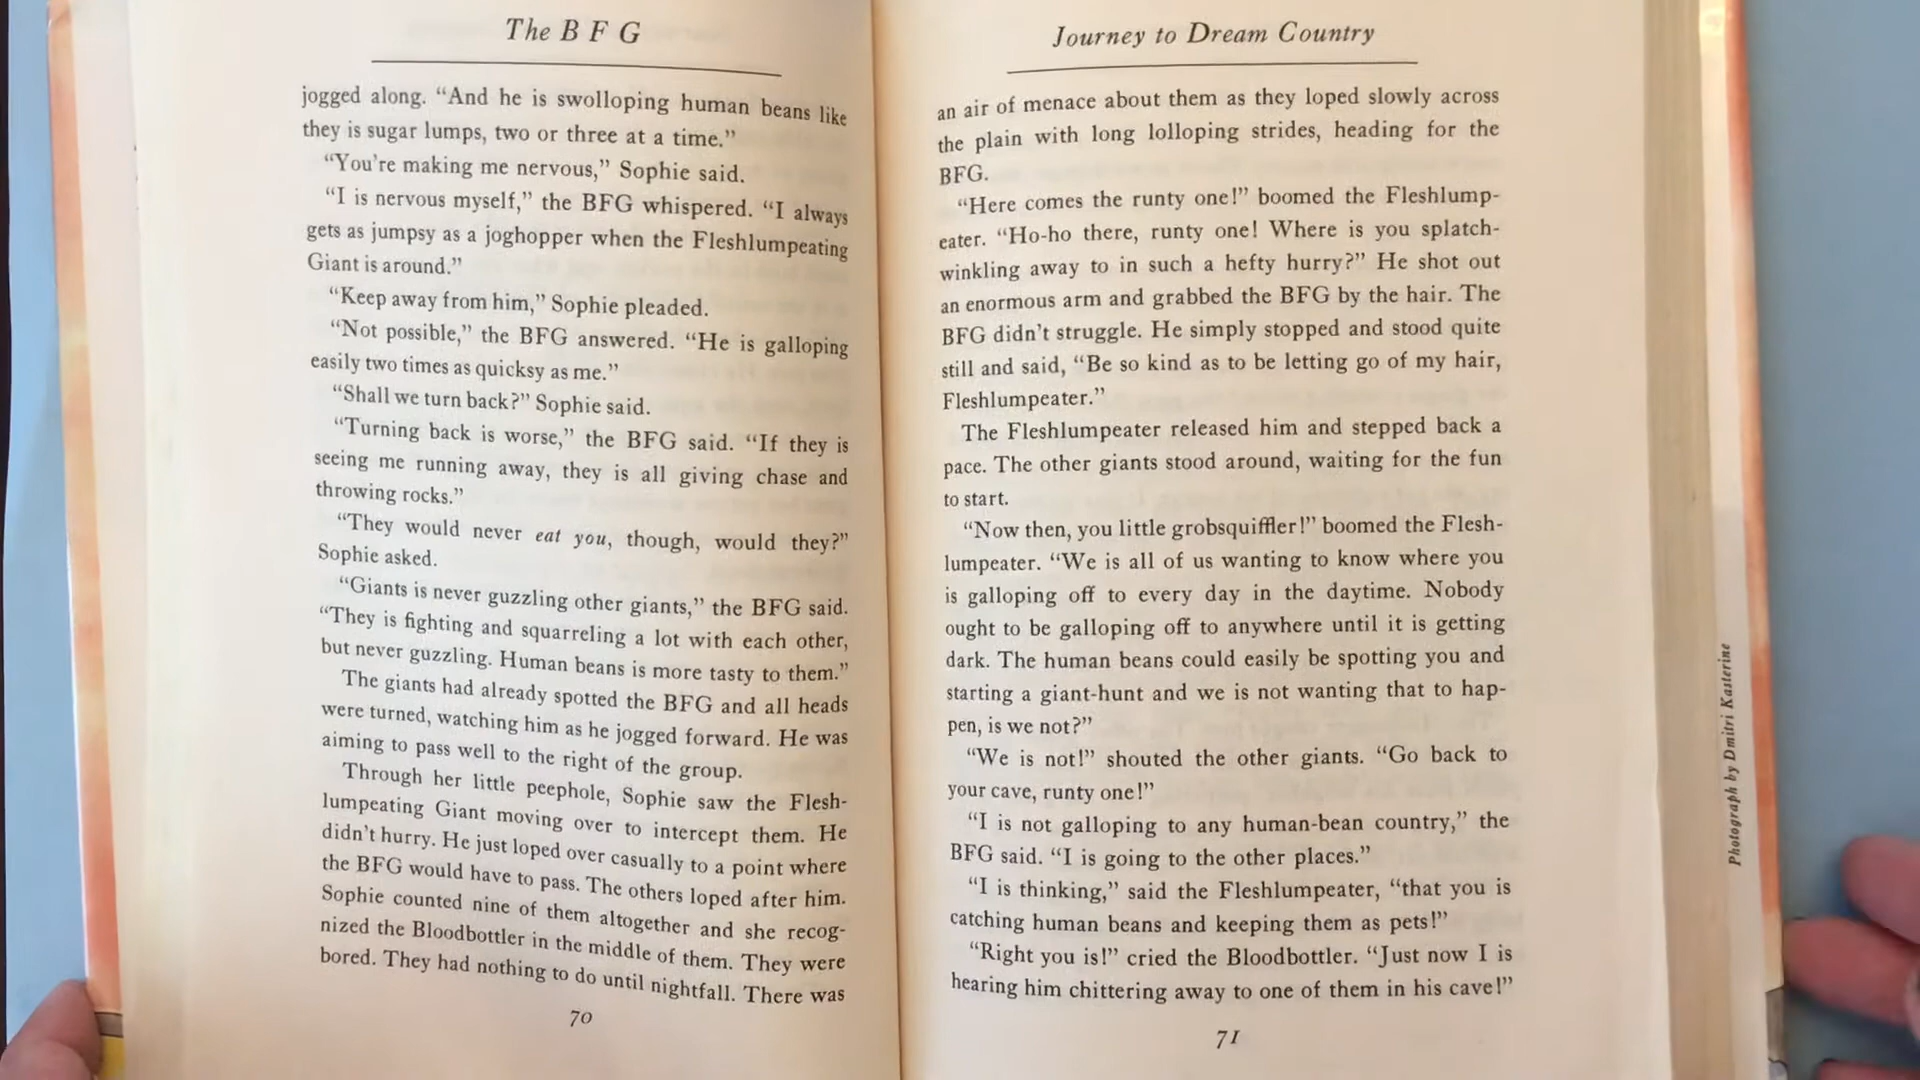 The B F G
jogged along. “And he is swolloping human beans like
they is sugar lumps, two or three at a time.”
“You're making me nervous,” Sophie said.
“I is nervous myself,” the BFG whispered. “I always
gets as jumpsy as a joghopper when the Fleshlumpeating
Giant is around.”
“Keep away from him,” Sophie pleaded.
“Not possible,” the BFG answered. “He is galloping
easily two times as quicksy as me.”
“Shall we turn back?” Sophie said.
“Turning back is worse,” the BFG said. “If they is
seeing me running away, they is all giving chase and
throwing rocks.”
“They would never eat you, though, would they?”
Sophie asked.
“Giants is never guzzling other giants,” the BFG said.
“They is fighting and squarreling a lot with each other,
but never guzzling. Human beans is more tasty to them.”
The giants had already spotted the BFG and all heads
were turned, watching him as he jogged forward. He was
aiming to pass well to the right of the group.
Through her little peephole, Sophie saw the Flesh-
lumpeating Giant moving over to intercept them. He
didn't hurry. He just loped over casually to a point where
the BFG would have to pass. The others loped after him.
Sophie counted nine of them altogether and she recog-
nized the Bloodbottler in the middle of them. They were
bored. They had nothing to do until nightfall. There was
70
Journey to Dream Country
an air of menace about them as they loped slowly across
the plain with long lolloping strides, heading for the
BFG.
“Here comes the runty one!” boomed the Fleshlump-
eater. “Ho-ho there, runty one! Where is you splatch-
winkling away to in such a hefty hurry?” He shot out
an enormous arm and grabbed the BFG by the hair. The
BFG didn't struggle. He simply stopped and stood quite
still and said, “Be so kind as to be letting go of my hair,
Fleshlumpeater.”
The Fleshlumpeater released him and stepped back a
pace. The other giants stood around, waiting for the fun
to start.
“Now then, you little grobsquiffler!” boomed the Flesh-
lumpeater. “We is all of us wanting to know where you
is galloping off to every day in the daytime. Nobody
ought to be galloping off to anywhere until it is getting
dark. The human beans could easily be spotting you and
starting a giant-hunt and we is not wanting that to hap-
pen, is we not?”
“We is not!” shouted the other giants. “Go back to
your cave, runty one!”
“I is not galloping to any human-bean country,” the
BFG said. “I is going to the other places.”
“I is thinking,” said the Fleshlumpeater, “that you is
catching human beans and keeping them as pets!”
“Right you is!” cried the Bloodbottler. “Just now I is
hearing him chittering away to one of them in his cave!”
71
Photograph by Dmitri Kasterine